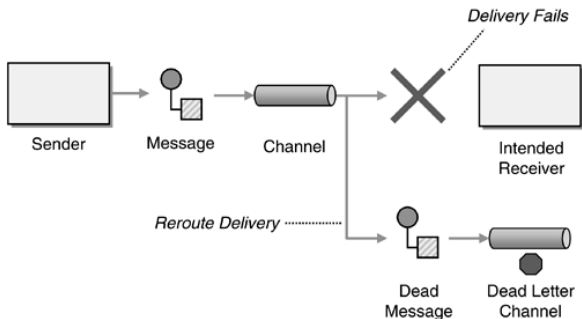 Delivery Fails
Sender
Message
Channel
Intended
Receiver
Reroute Delivery
Dead
Message
Dead Letter
Channel